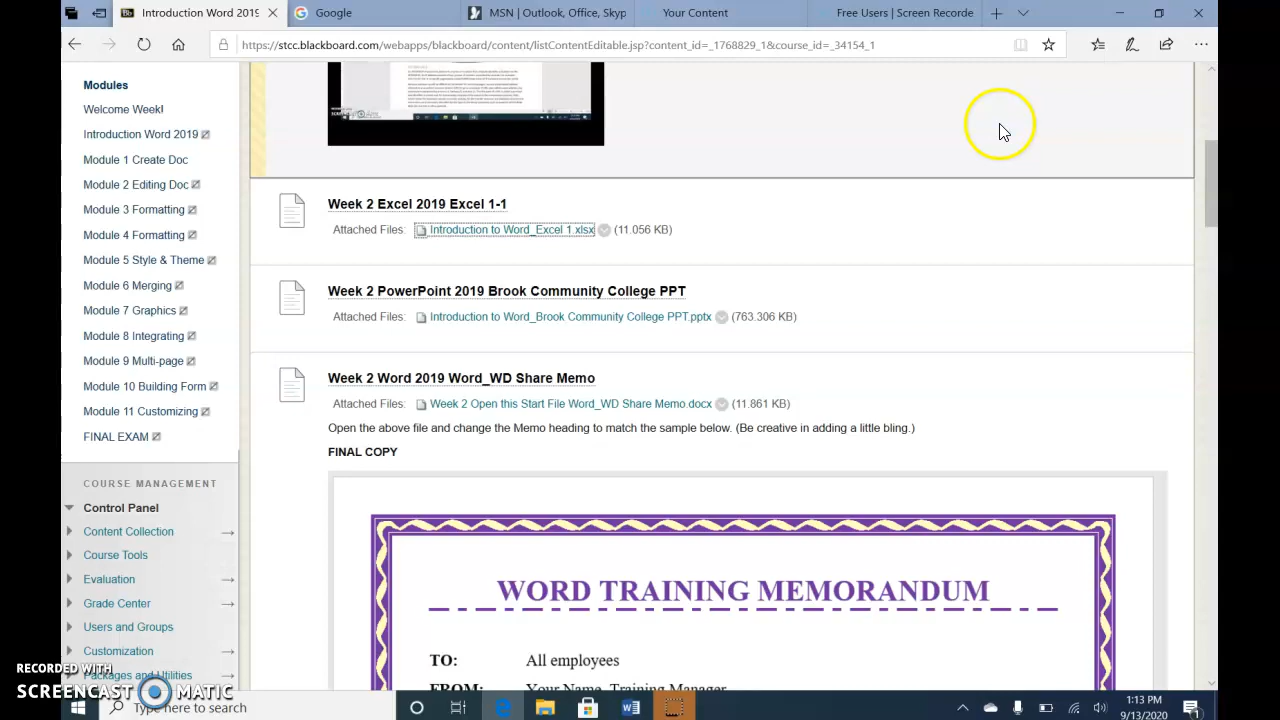 Introduction Word 2019
Google
MSN | Outlook, Office, Skyp
Your Content
Free Users | Screen Recorde
https://stcc.blackboard.com/webapps/blackboard/content/listContentEditable.jsp?content_id=_1768829_1&course_id=_34154_1
Modules
Welcome Week!
Introduction Word 2019
Module 1 Create Doc
Module 2 Editing Doc
Module 3 Formatting
Module 4 Formatting
Module 5 Style & Theme
Module 6 Merging
Module 7 Graphics
Module 8 Integrating
Module 9 Multi-page
Module 10 Building Form
Module 11 Customizing
FINAL EXAM
COURSE MANAGEMENT
Control Panel
Content Collection
Course Tools
Evaluation
Grade Center
Users and Groups
Customization
Packages and Utilities
Week 2 Excel 2019 Excel 1-1
Attached Files: Introduction to Word_Excel 1.xlsx (11.056 KB)
Week 2 PowerPoint 2019 Brook Community College PPT
Attached Files: Introduction to Word_Brook Community College PPT.pptx (763.306 KB)
Week 2 Word 2019 Word_WD Share Memo
Attached Files: Week 2 Open this Start File Word_WD Share Memo.docx (11.861 KB)
Open the above file and change the Memo heading to match the sample below. (Be creative in adding a little bling.)
FINAL COPY
WORD TRAINING MEMORANDUM
TO: All employees
FROM: Your Name, Training Manager
RECORDED WITH
SCREENCAST MATIC
Type here to search
1:13 PM
9/13/2020